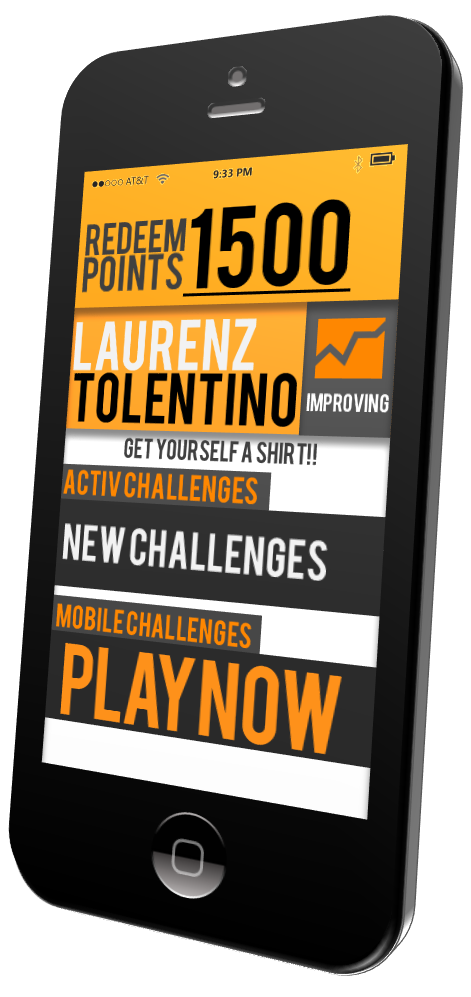 AT&T 9:33 PM
REDEEM
POINTS 1500
LAURENZ
TOLENTINO
IMPROVING
GET YOURSELF A SHIRT!!
ACTIV CHALLENGES
NEW CHALLENGES
MOBILE CHALLENGES
PLAY NOW